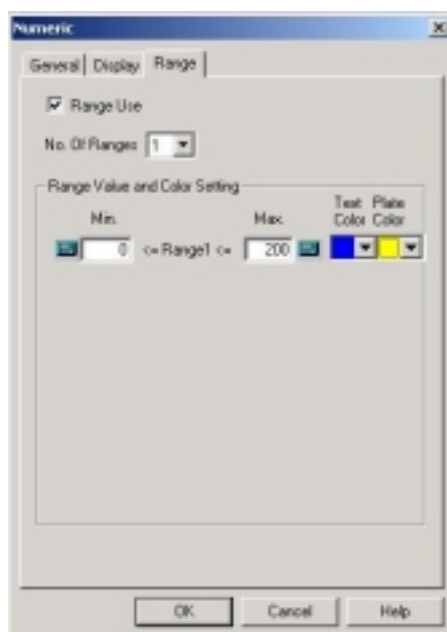 Numeric
General Display Range
Range Use
No. Of Ranges 1
Range Value and Color Setting
Min. Max. Text Color Plate Color
0 <= Range1 <= 200
OK Cancel Help